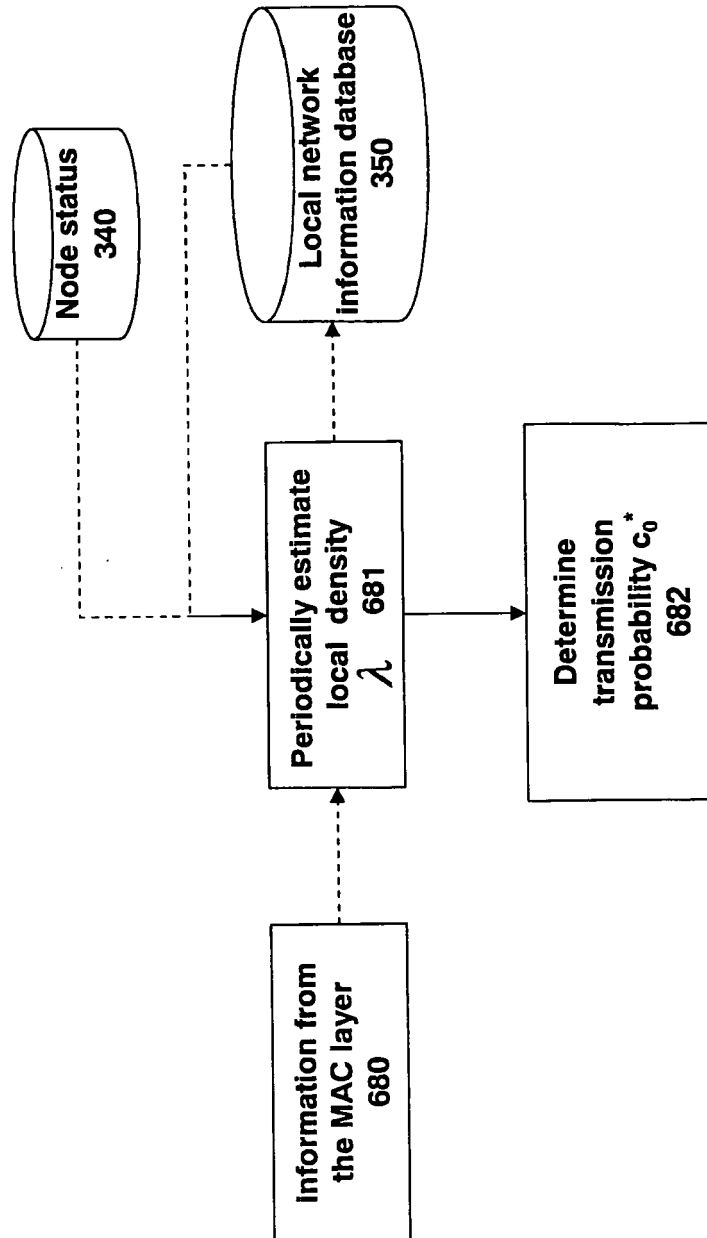 Node status
340
Local network
information database
350
Periodically estimate
local density
λ 681
Information from
the MAC layer
680
Determine
transmission
probability c₀*
682